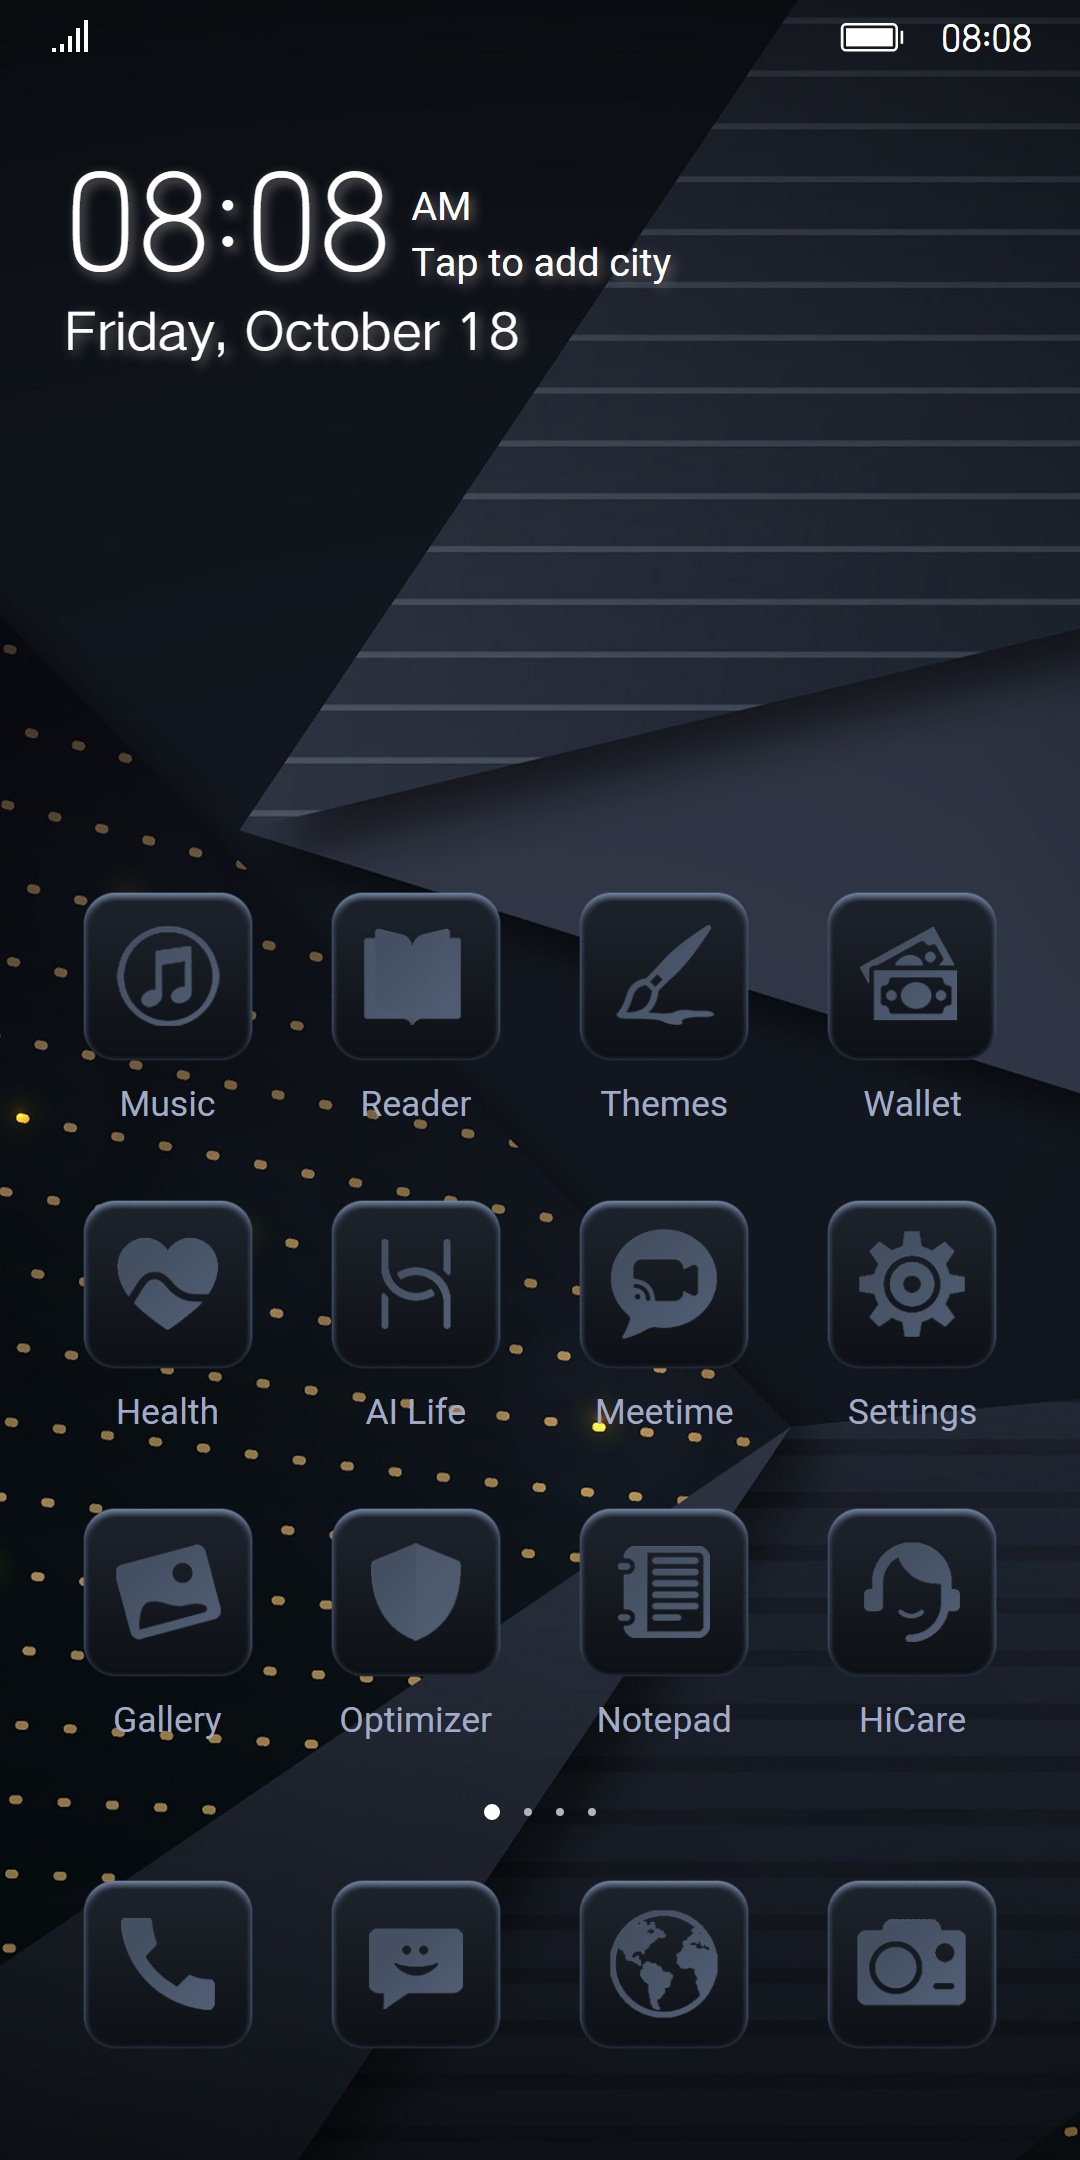 08:08
08:08 AM
Tap to add city
Friday, October 18
Music Reader Themes Wallet
Health AI Life Meetime Settings
Gallery Optimizer Notepad HiCare